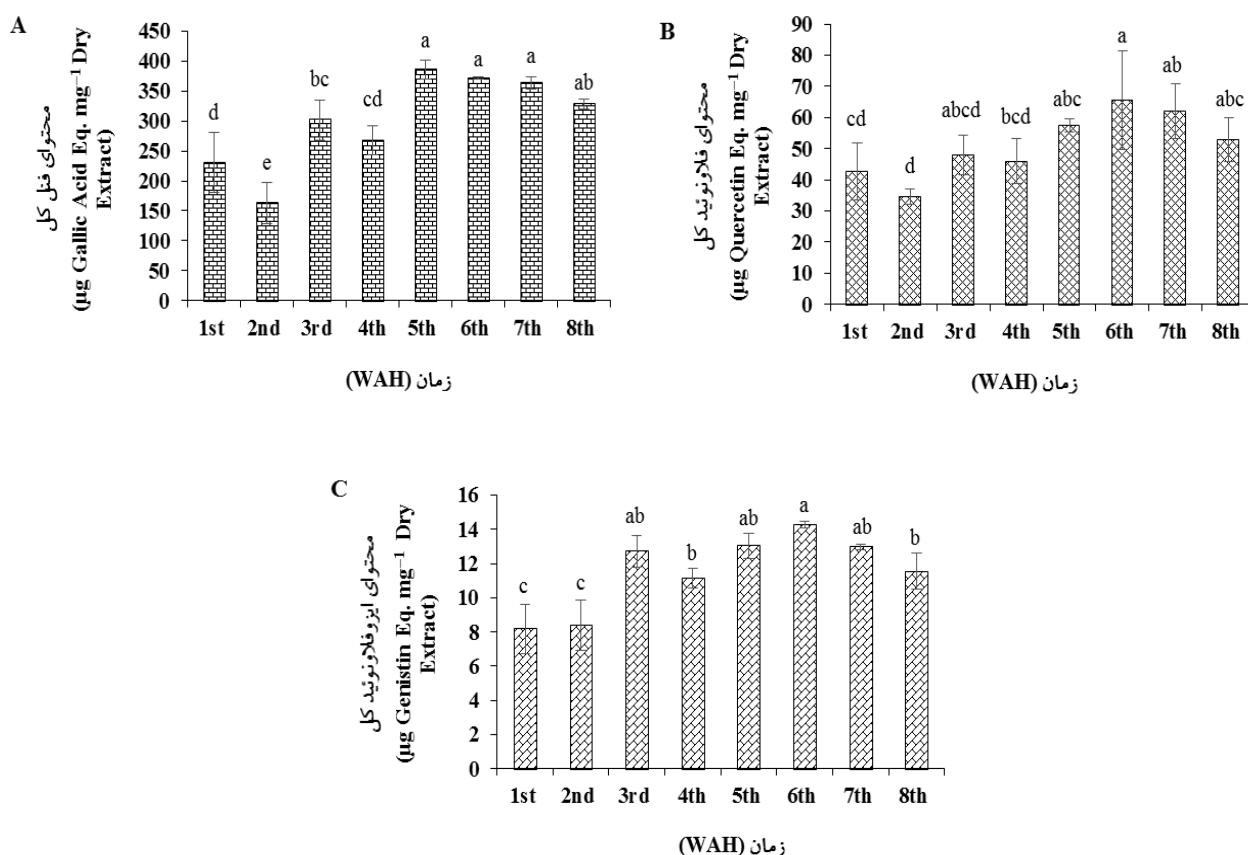 A
محتوای فنل کل
(µg Gallic Acid Eq. mg⁻¹ Dry
Extract)
450
400
350
300
250
200
150
100
50
0
d
e
bc
cd
a
a
a
ab
1st 2nd 3rd 4th 5th 6th 7th 8th
زمان (WAH)
B
محتوای فلاونوئید کل
(µg Quercetin Eq. mg⁻¹ Dry
Extract)
90
80
70
60
50
40
30
20
10
0
cd
d
abcd
bcd
abc
a
ab
abc
1st 2nd 3rd 4th 5th 6th 7th 8th
زمان (WAH)
C
محتوای ایزوفلاونوئید کل
(µg Genistin Eq. mg⁻¹ Dry
Extract)
16
14
12
10
8
6
4
2
0
c
c
ab
b
ab
a
ab
b
1st 2nd 3rd 4th 5th 6th 7th 8th
زمان (WAH)